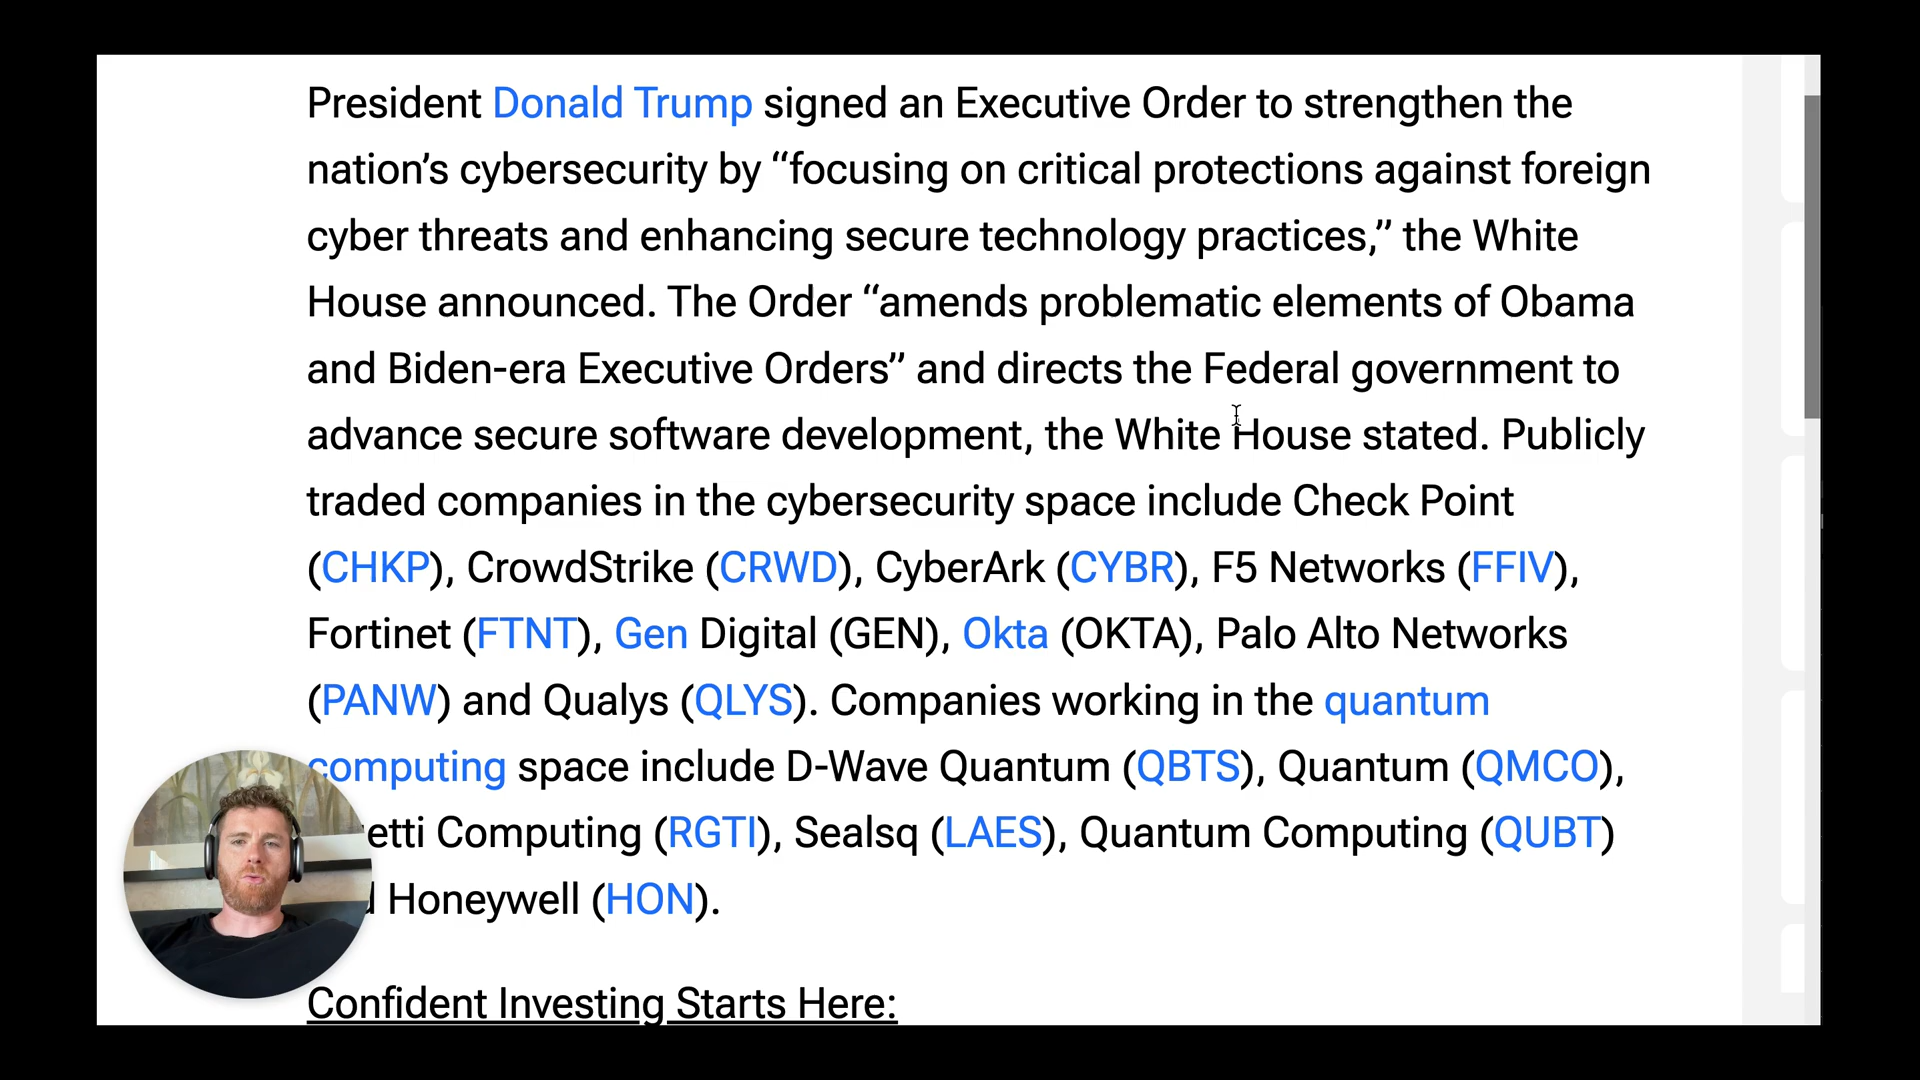 President Donald Trump signed an Executive Order to strengthen the
nation’s cybersecurity by “focusing on critical protections against foreign
cyber threats and enhancing secure technology practices,” the White
House announced. The Order “amends problematic elements of Obama
and Biden-era Executive Orders” and directs the Federal government to
advance secure software development, the White House stated. Publicly
traded companies in the cybersecurity space include Check Point
(CHKP), CrowdStrike (CRWD), CyberArk (CYBR), F5 Networks (FFIV),
Fortinet (FTNT), Gen Digital (GEN), Okta (OKTA), Palo Alto Networks
(PANW) and Qualys (QLYS). Companies working in the quantum
computing space include D-Wave Quantum (QBTS), Quantum (QMCO),
Computing (RGTI), Sealsq (LAES), Quantum Computing (QUBT)
Honeywell (HON).
Confident Investing Starts Here: